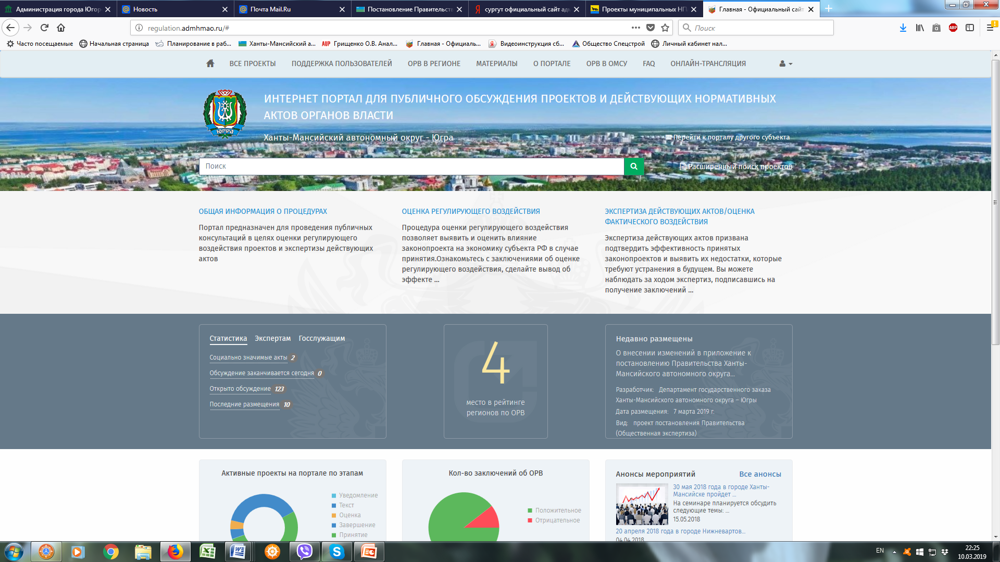 Администрация города Югор
Новость
Почта Mail.Ru
Постановление Правительств
сургут официальный сайт адм
Проекты муниципальных НП
Главная - Официальный сайт
regulation.admhmao.ru/#
Поиск
Часто посещаемые
Начальная страница
Планирование в раб...
Ханты-Мансийский а...
АUP Грищенко О.В. Анал...
Главная - Официаль...
Видеоинструкция сб...
Общество Спецстрой
Личный кабинет нал...
ВСЕ ПРОЕКТЫ
ПОДДЕРЖКА ПОЛЬЗОВАТЕЛЕЙ
ОРВ В РЕГИОНЕ
МАТЕРИАЛЫ
О ПОРТАЛЕ
ОРВ В ОМСУ
FAQ
ОНЛАЙН-ТРАНСЛЯЦИЯ
ИНТЕРНЕТ ПОРТАЛ ДЛЯ ПУБЛИЧНОГО ОБСУЖДЕНИЯ ПРОЕКТОВ И ДЕЙСТВУЮЩИХ НОРМАТИВНЫХ
АКТОВ ОРГАНОВ ВЛАСТИ
ЮГРА
Ханты-Мансийский автономный округ - Югра
Перейти к порталу другого субъекта
Поиск
Расширенный поиск проектов
ОБЩАЯ ИНФОРМАЦИЯ О ПРОЦЕДУРАХ
Портал предназначен для проведения публичных
консультаций в целях оценки регулирующего
воздействия проектов и экспертизы действующих
актов
ОЦЕНКА РЕГУЛИРУЮЩЕГО ВОЗДЕЙСТВИЯ
Процедура оценки регулирующего воздействия
позволяет выявить и оценить влияние
законопроекта на экономику субъекта РФ в случае
принятия.Ознакомьтесь с заключениями об оценке
регулирующего воздействия, сделайте вывод об
эффекте ...
ЭКСПЕРТИЗА ДЕЙСТВУЮЩИХ АКТОВ/ОЦЕНКА
ФАКТИЧЕСКОГО ВОЗДЕЙСТВИЯ
Экспертиза действующих актов призвана
подтвердить эффективность принятых
законопроектов и выявить их недостатки, которые
требуют устранения в будущем. Вы можете
наблюдать за ходом экспертиз, подписавшись на
получение заключений ...
Статистика Экспертам Госслужащим
Социально значимые акты 2
Обсуждение заканчивается сегодня 0
Открыто обсуждение 123
Последние размещения 10
4
место в рейтинге
регионов по ОРВ
Недавно размещены
О внесении изменений в приложение к
постановлению Правительства Ханты-
Мансийского автономного округа...
Разработчик: Департамент государственного заказа
Ханты-Мансийского автономного округа – Югры
Дата размещения: 7 марта 2019 г.
Вид: проект постановления Правительства
(Общественная экспертиза)
Активные проекты на портале по этапам
Уведомление
Текст
Оценка
Завершение
Принятие
Кол-во заключений об ОРВ
Положительное
Отрицательное
Анонсы мероприятий
Все анонсы
30 мая 2018 года в городе Ханты-
Мансийске пройдет ...
На семинаре планируется обсудить
следующие темы: ...
15.05.2018
20 апреля 2018 года в городе Нижневартов...
04.04.2018
EN
22:25
10.03.2019